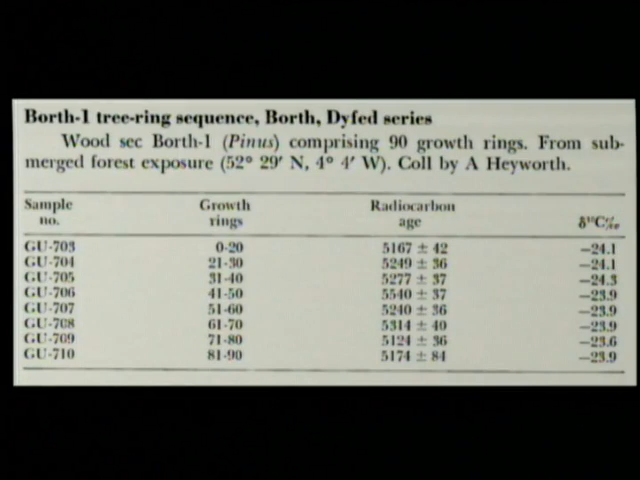 Borth-1 tree-ring sequence, Borth, Dyfed series
Wood sec Borth-1 (Pinus) comprising 90 growth rings. From sub-
merged forest exposure (52° 29′ N, 4° 4′ W). Coll by A Heyworth.
Sample no. Growth rings Radiocarbon age δ¹³C‰
GU-703 0-20 5167 ± 42 −24.1
GU-704 21-30 5249 ± 36 −24.1
GU-705 31-40 5277 ± 37 −24.3
GU-706 41-50 5540 ± 37 −23.9
GU-707 51-60 5240 ± 36 −23.9
GU-708 61-70 5314 ± 40 −23.9
GU-709 71-80 5124 ± 36 −23.6
GU-710 81-90 5174 ± 84 −23.9